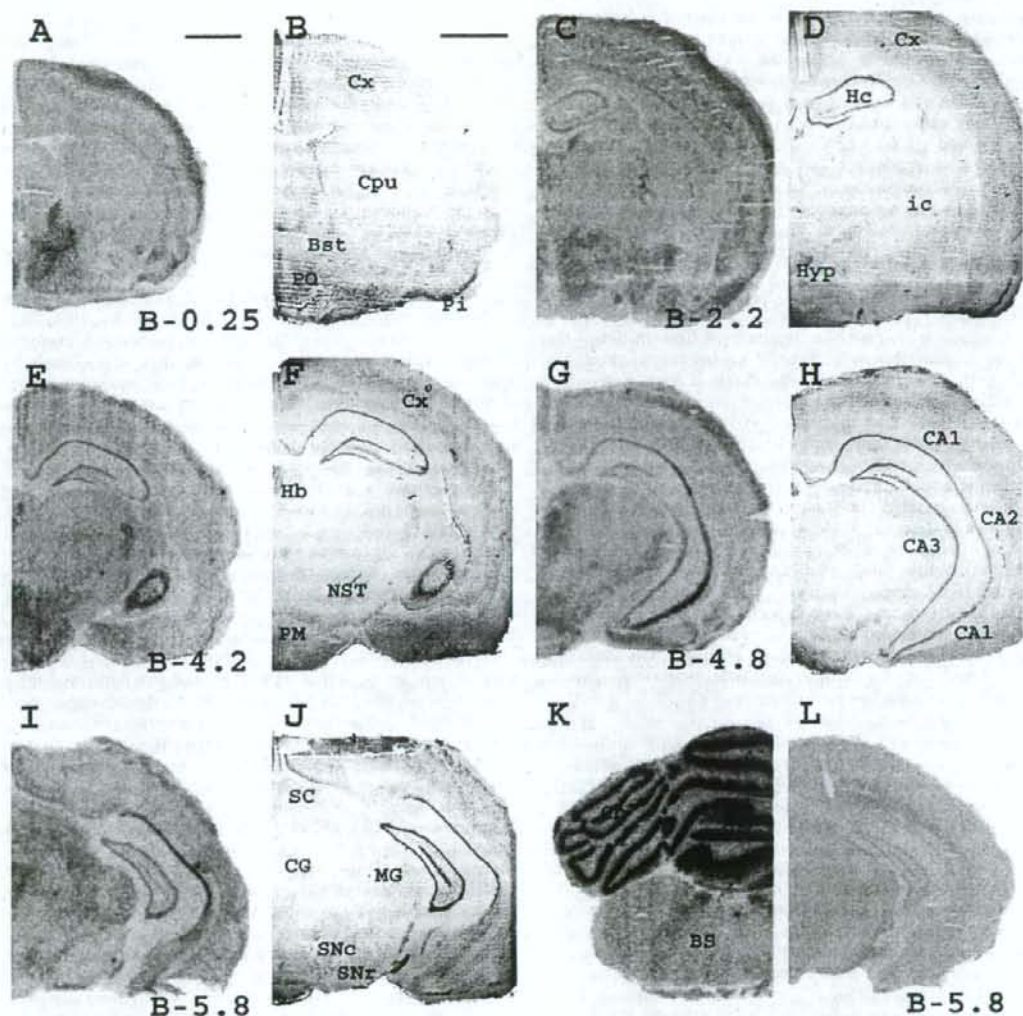 A
B
C
D
Cx
Cx
Hc
Cpu
ic
Bst
PO
Hyp
Pi
B-0.25
B-2.2
E
F
G
H
Cx
CA1
Hb
CA2
CA3
NST
PM
CA1
B-4.2
B-4.8
I
J
K
L
SC
CG
MG
SNc
BS
SNr
B-5.8
B-5.8